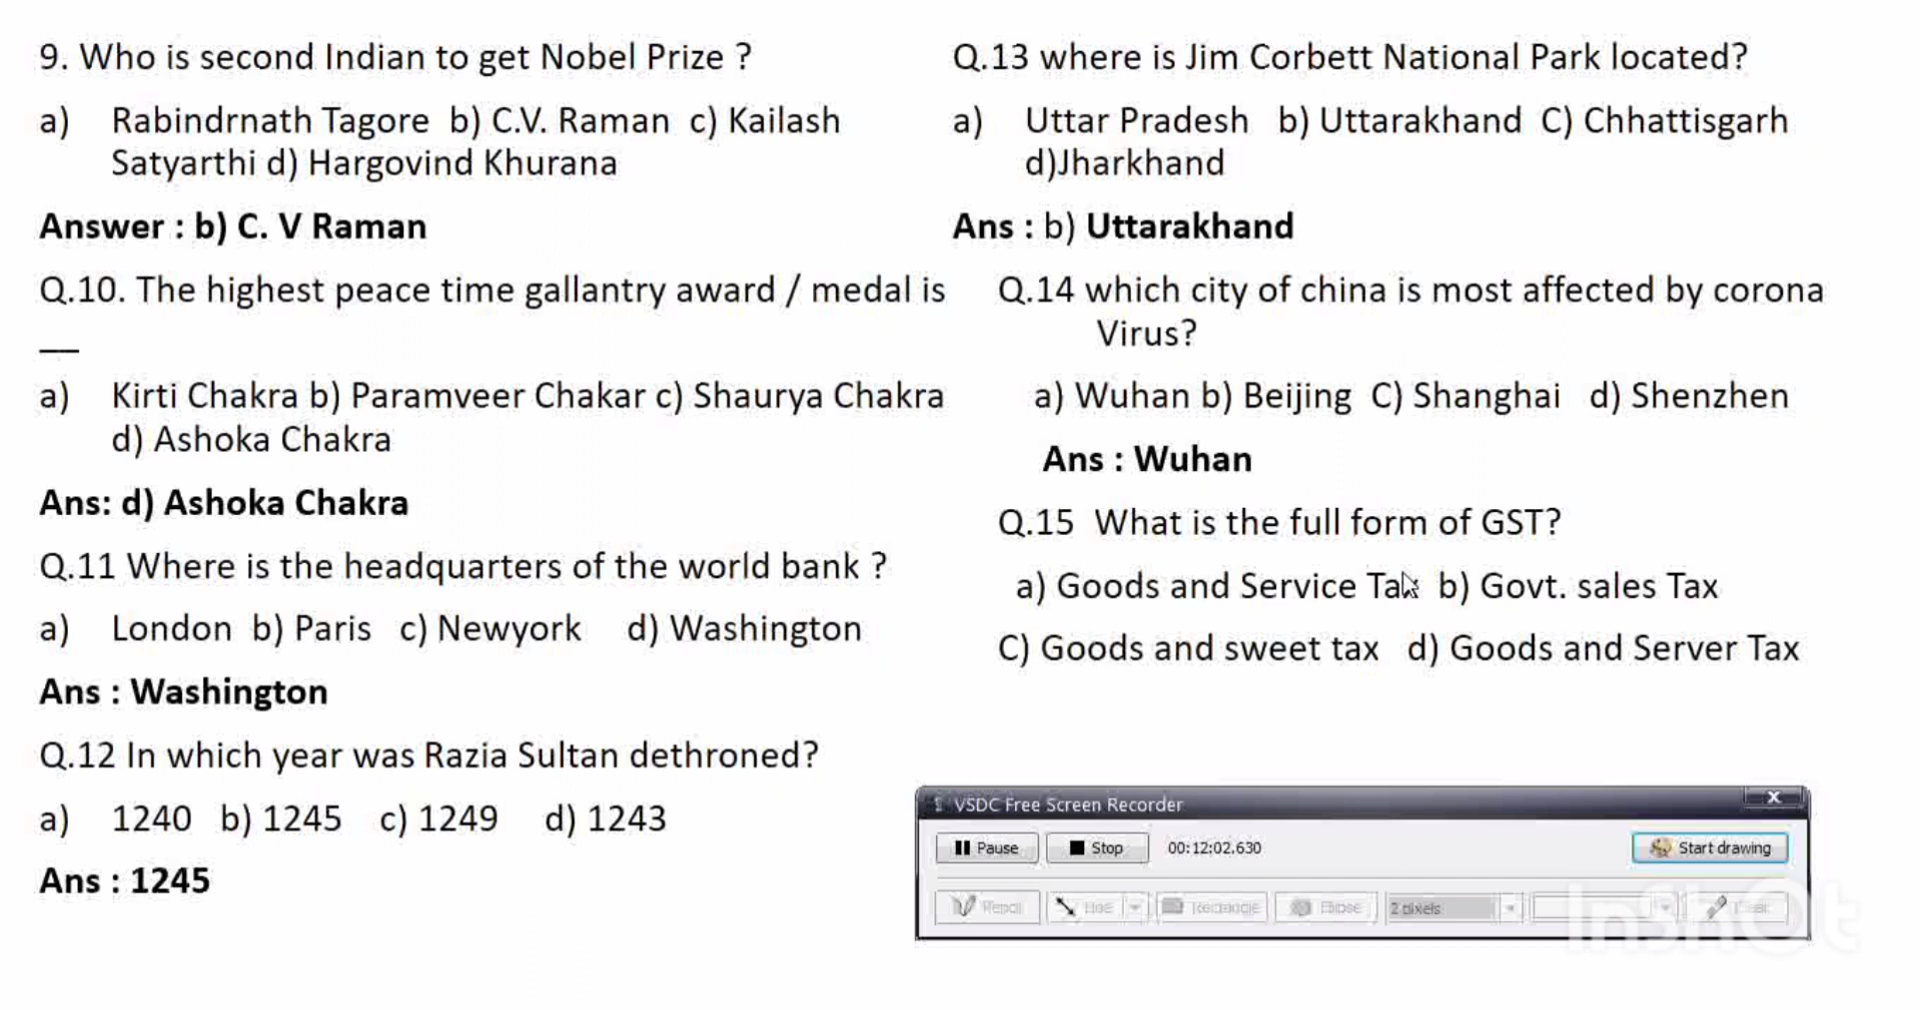 9. Who is second Indian to get Nobel Prize ?
a) Rabindrnath Tagore b) C.V. Raman c) Kailash
Satyarthi d) Hargovind Khurana
Answer : b) C. V Raman
Q.10. The highest peace time gallantry award / medal is
__
a) Kirti Chakra b) Paramveer Chakar c) Shaurya Chakra
d) Ashoka Chakra
Ans: d) Ashoka Chakra
Q.11 Where is the headquarters of the world bank ?
a) London b) Paris c) Newyork d) Washington
Ans : Washington
Q.12 In which year was Razia Sultan dethroned?
a) 1240 b) 1245 c) 1249 d) 1243
Ans : 1245
Q.13 where is Jim Corbett National Park located?
a) Uttar Pradesh b) Uttarakhand C) Chhattisgarh
d)Jharkhand
Ans : b) Uttarakhand
Q.14 which city of china is most affected by corona
Virus?
a) Wuhan b) Beijing C) Shanghai d) Shenzhen
Ans : Wuhan
Q.15 What is the full form of GST?
a) Goods and Service Tax b) Govt. sales Tax
C) Goods and sweet tax d) Goods and Server Tax
VSDC Free Screen Recorder
Pause Stop 00:12:02.630 Start drawing
Pencil Line Rectangle Ellipse 2 pixels Clear
InShOt